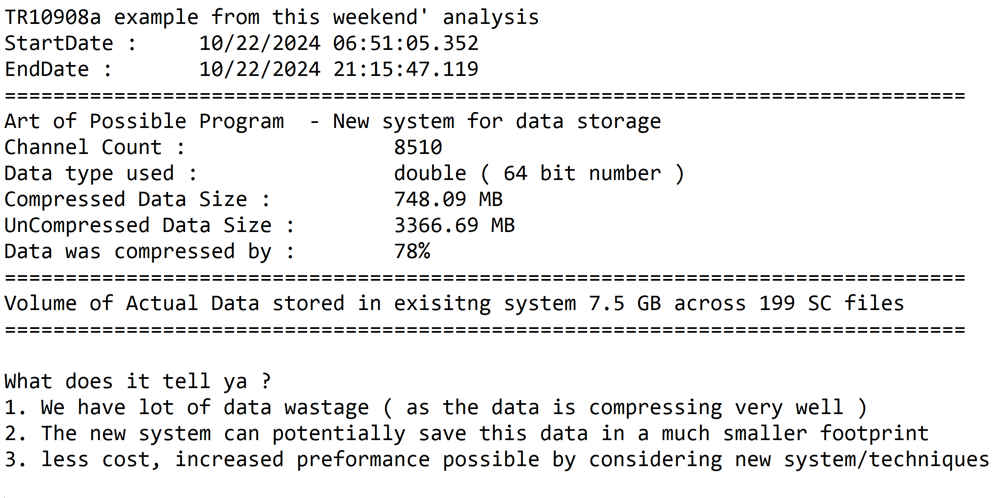 TR10908a example from this weekend' analysis
StartDate :     10/22/2024 06:51:05.352
EndDate :       10/22/2024 21:15:47.119
===============================================================================
Art of Possible Program  - New system for data storage
Channel Count :                 8510
Data type used :                double ( 64 bit number )
Compressed Data Size :          748.09 MB
UnCompressed Data Size :        3366.69 MB
Data was compressed by :        78%
===============================================================================
Volume of Actual Data stored in exisitng system 7.5 GB across 199 SC files
===============================================================================
What does it tell ya ?
1. We have lot of data wastage ( as the data is compressing very well )
2. The new system can potentially save this data in a much smaller footprint
3. less cost, increased preformance possible by considering new system/techniques